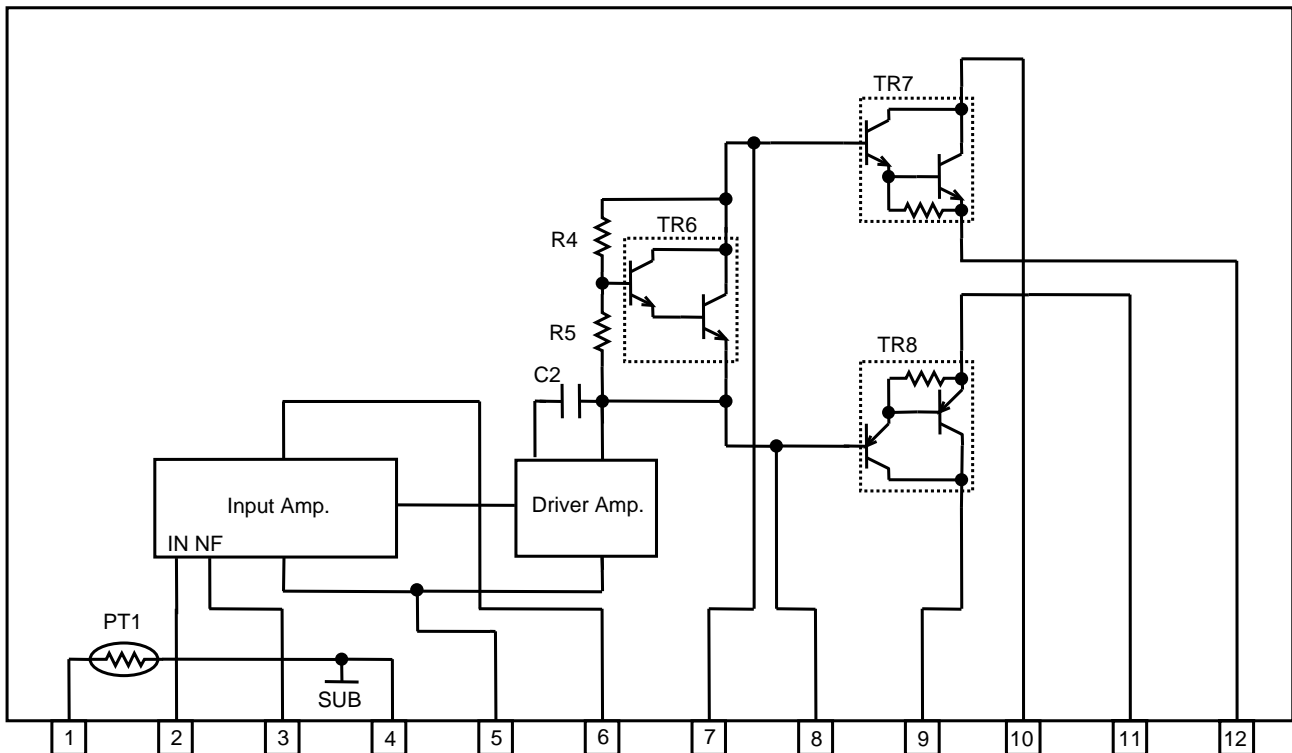 TR7
R4
TR6
R5
TR8
C2
Input Amp.
Driver Amp.
IN NF
PT1
SUB
1 2 3 4 5 6 7 8 9 10 11 12